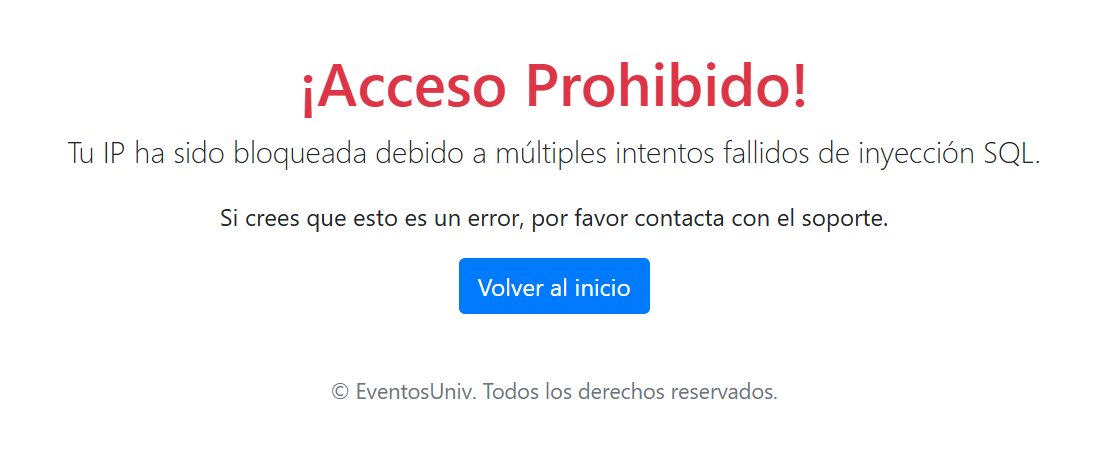 ¡Acceso Prohibido!
Tu IP ha sido bloqueada debido a múltiples intentos fallidos de inyección SQL.
Si crees que esto es un error, por favor contacta con el soporte.
Volver al inicio
© EventosUniv. Todos los derechos reservados.